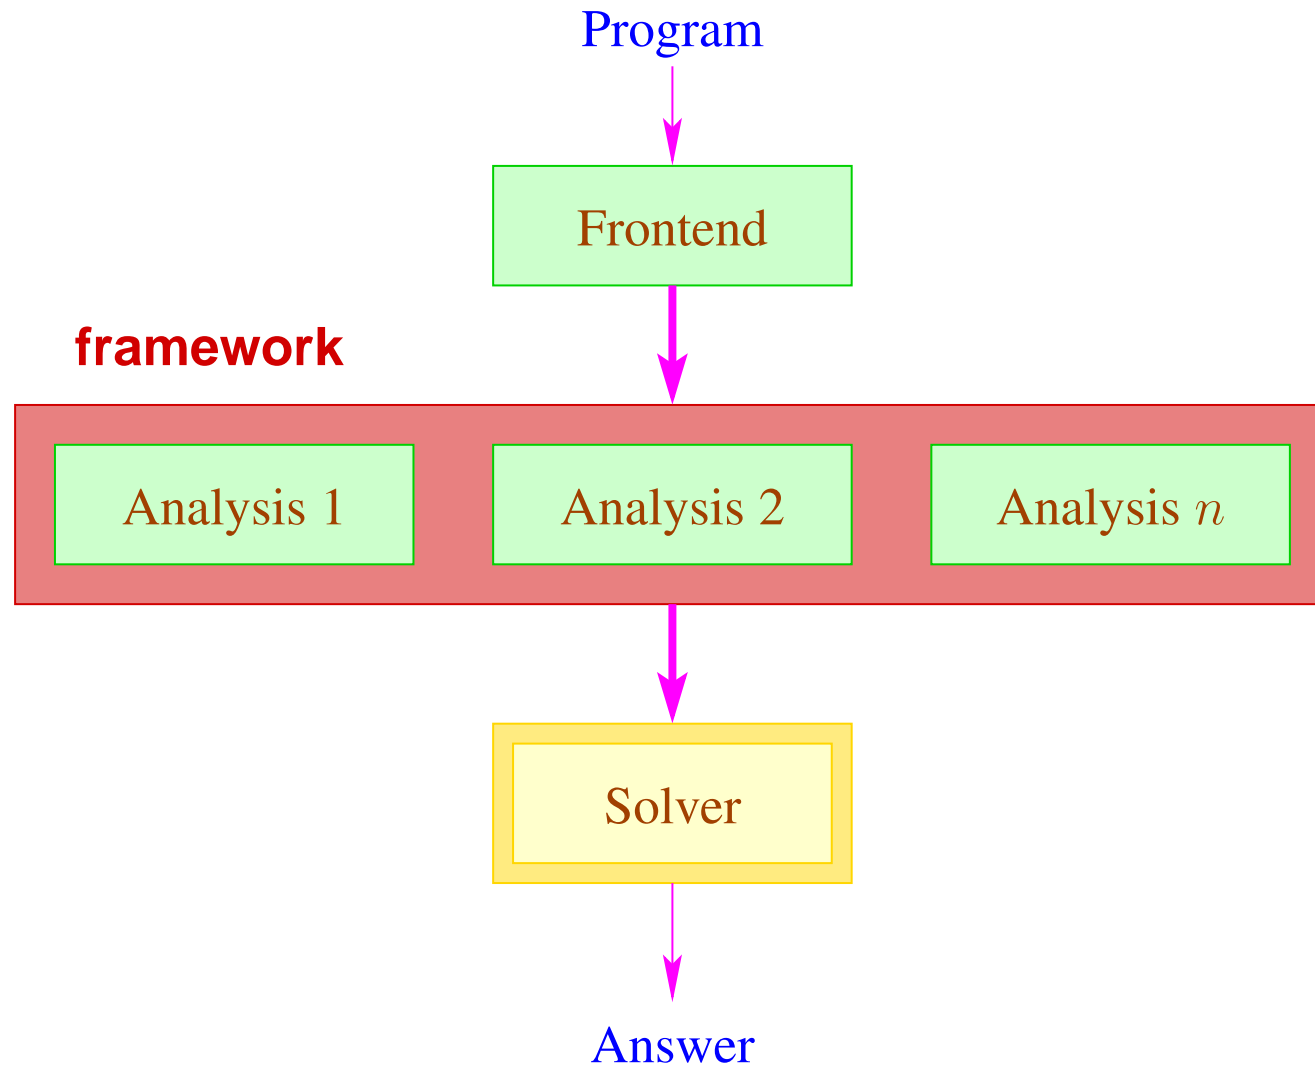 Program
Frontend
framework
Analysis 1
Analysis 2
Analysis n
Solver
Answer